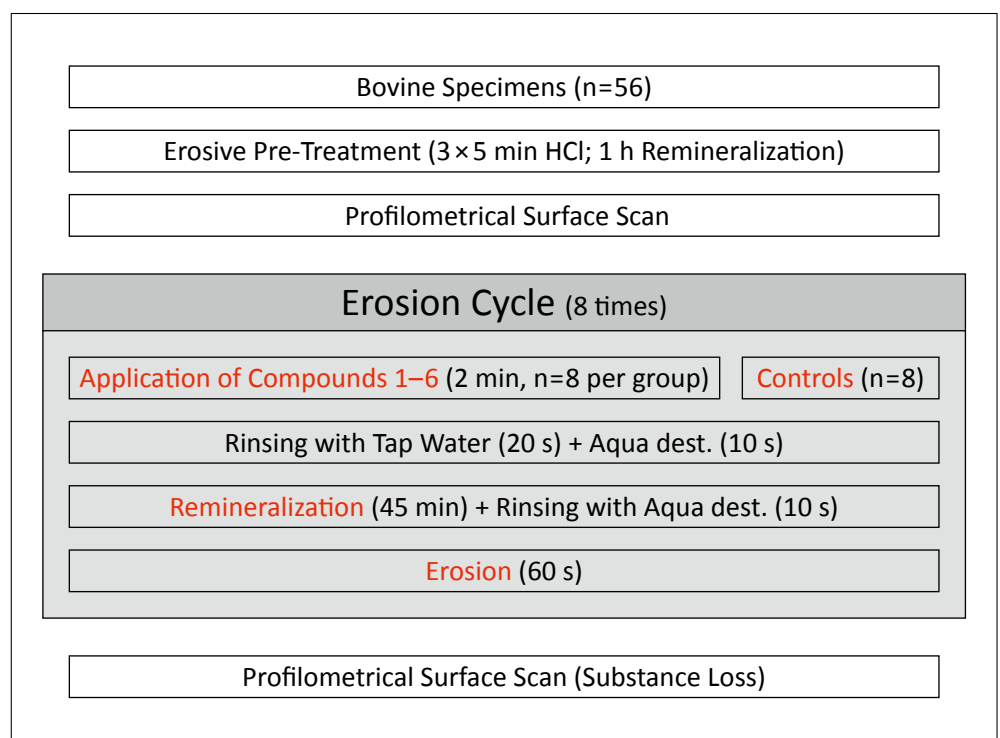 Bovine Specimens (n=56)
Erosive Pre-Treatment (3×5 min HCl; 1 h Remineralization)
Profilometrical Surface Scan
Erosion Cycle (8 times)
Application of Compounds 1–6 (2 min, n=8 per group)
Controls (n=8)
Rinsing with Tap Water (20 s) + Aqua dest. (10 s)
Remineralization (45 min) + Rinsing with Aqua dest. (10 s)
Erosion (60 s)
Profilometrical Surface Scan (Substance Loss)